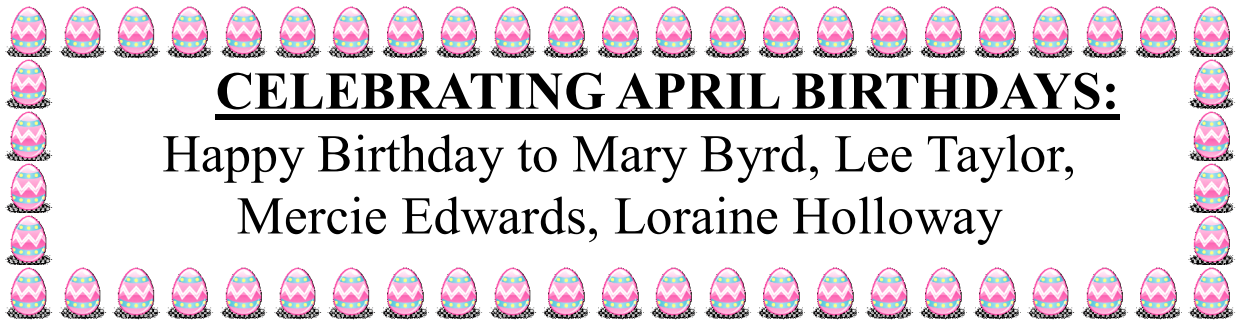 CELEBRATING APRIL BIRTHDAYS:
Happy Birthday to Mary Byrd, Lee Taylor,
Mercie Edwards, Loraine Holloway